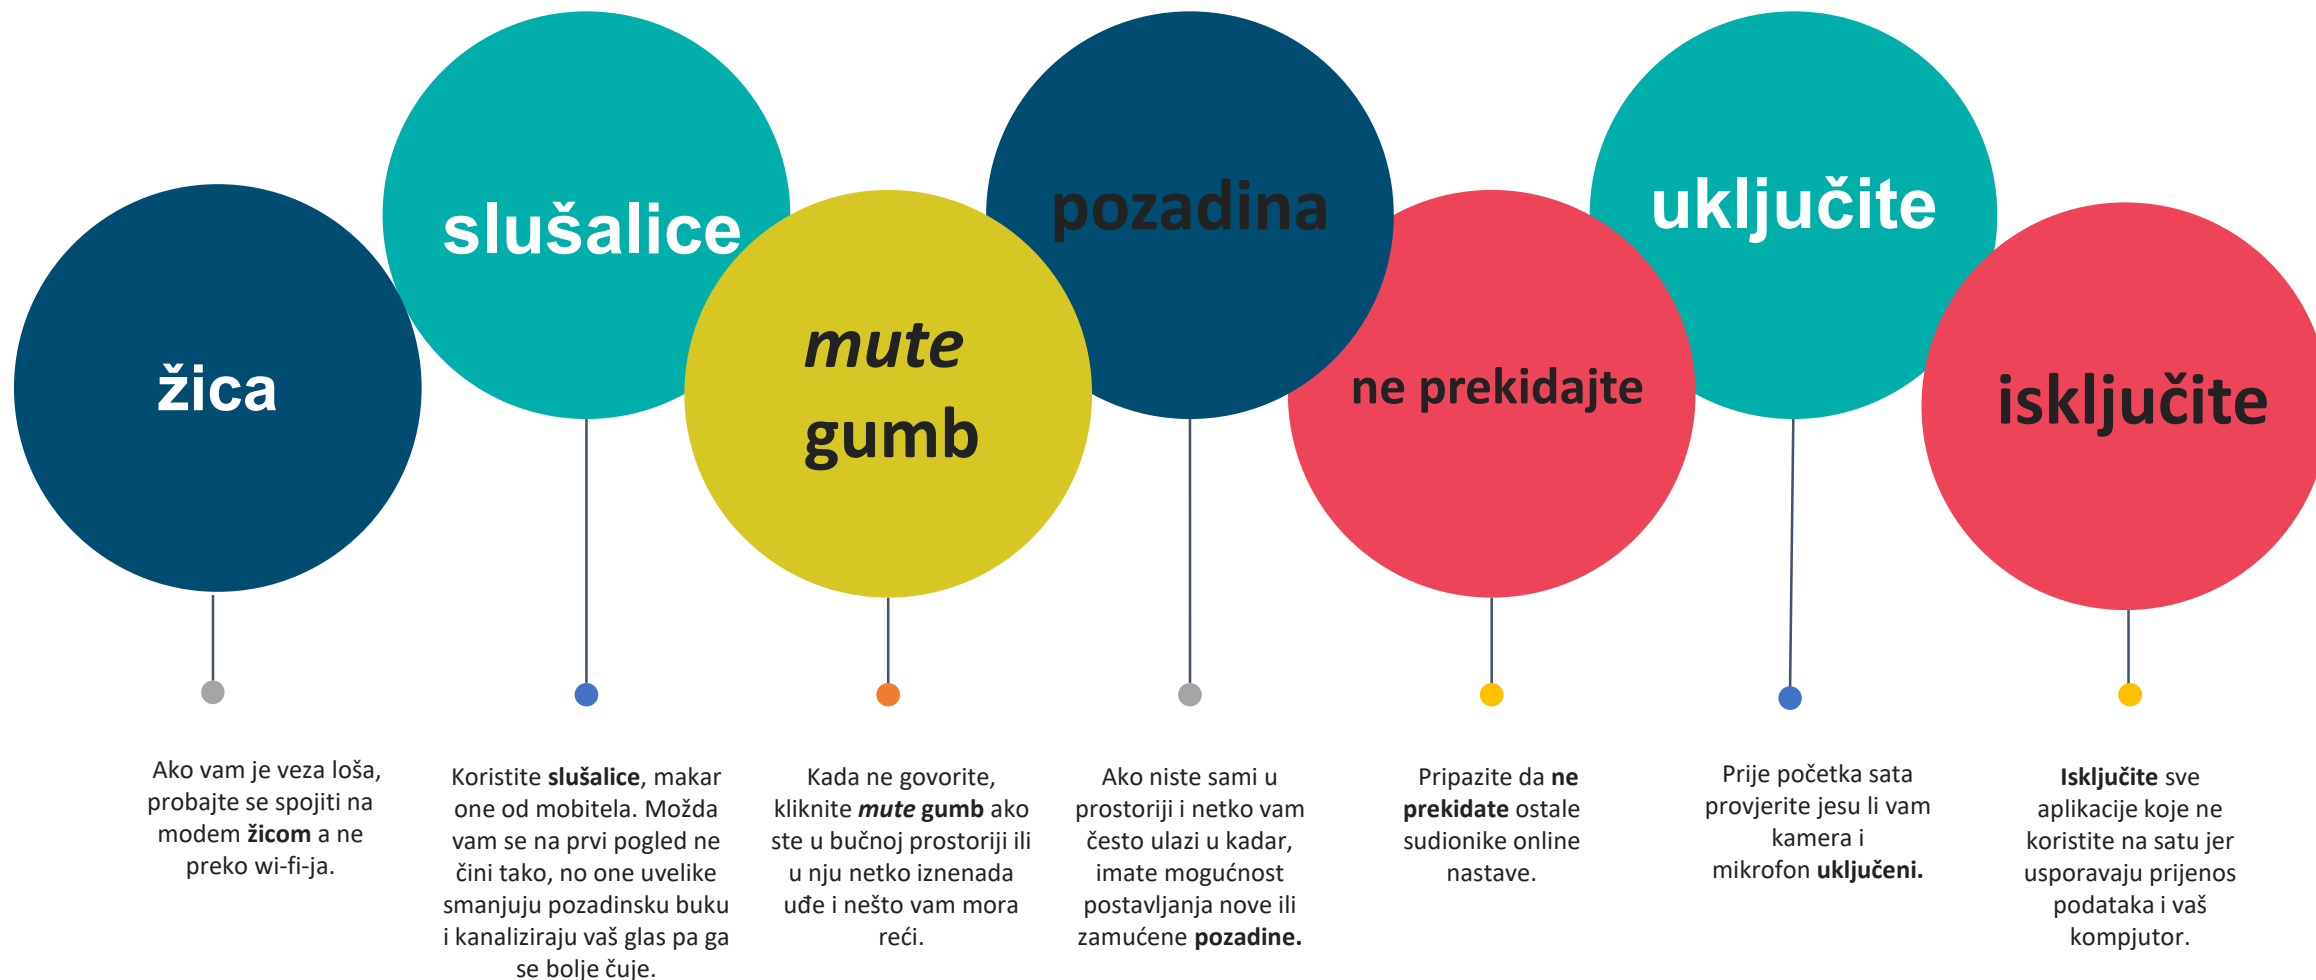 žica
slušalice
mute
gumb
pozadina
ne prekidajte
uključite
isključite
Ako vam je veza loša,
probajte se spojiti na
modem žicom a ne
preko wi-fi-ja.
Koristite slušalice, makar
one od mobitela. Možda
vam se na prvi pogled ne
čini tako, no one uvelike
smanjuju pozadinsku buku
i kanaliziraju vaš glas pa ga
se bolje čuje.
Kada ne govorite,
kliknite mute gumb ako
ste u bučnoj prostoriji ili
u nju netko iznenada
uđe i nešto vam mora
reći.
Ako niste sami u
prostoriji i netko vam
često ulazi u kadar,
imate mogućnost
postavljanja nove ili
zamućene pozadine.
Pripazite da ne
prekidate ostale
sudionike online
nastave.
Prije početka sata
provjerite jesu li vam
kamera i
mikrofon uključeni.
Isključite sve
aplikacije koje ne
koristite na satu jer
usporavaju prijenos
podataka i vaš
kompjutor.